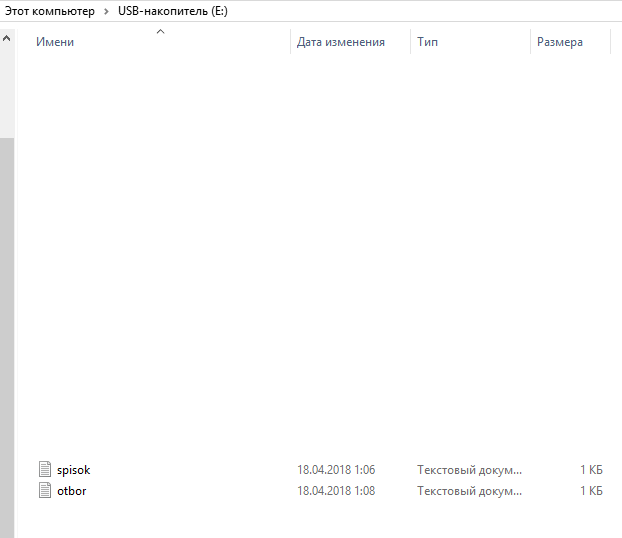 Этот компьютер > USB-накопитель (E:)
Имени Дата изменения Тип Размера
spisok 18.04.2018 1:06 Текстовый докум... 1 КБ
otbor 18.04.2018 1:08 Текстовый докум... 1 КБ